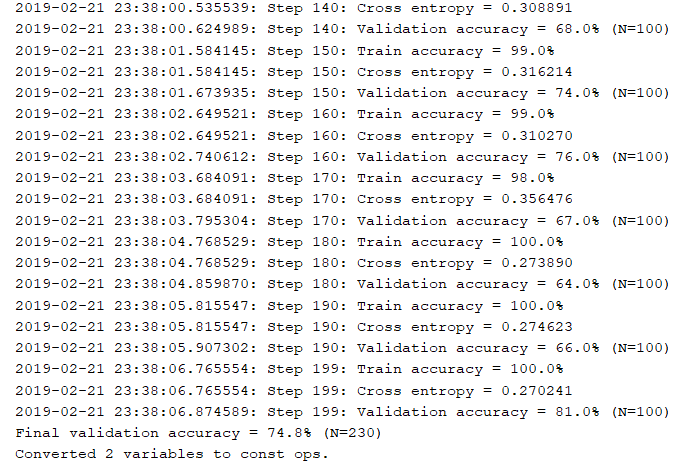 2019-02-21 23:38:00.535539: Step 140: Cross entropy = 0.308891
2019-02-21 23:38:00.624989: Step 140: Validation accuracy = 68.0% (N=100)
2019-02-21 23:38:01.584145: Step 150: Train accuracy = 99.0%
2019-02-21 23:38:01.584145: Step 150: Cross entropy = 0.316214
2019-02-21 23:38:01.673935: Step 150: Validation accuracy = 74.0% (N=100)
2019-02-21 23:38:02.649521: Step 160: Train accuracy = 99.0%
2019-02-21 23:38:02.649521: Step 160: Cross entropy = 0.310270
2019-02-21 23:38:02.740612: Step 160: Validation accuracy = 76.0% (N=100)
2019-02-21 23:38:03.684091: Step 170: Train accuracy = 98.0%
2019-02-21 23:38:03.684091: Step 170: Cross entropy = 0.356476
2019-02-21 23:38:03.795304: Step 170: Validation accuracy = 67.0% (N=100)
2019-02-21 23:38:04.768529: Step 180: Train accuracy = 100.0%
2019-02-21 23:38:04.768529: Step 180: Cross entropy = 0.273890
2019-02-21 23:38:04.859870: Step 180: Validation accuracy = 64.0% (N=100)
2019-02-21 23:38:05.815547: Step 190: Train accuracy = 100.0%
2019-02-21 23:38:05.815547: Step 190: Cross entropy = 0.274623
2019-02-21 23:38:05.907302: Step 190: Validation accuracy = 66.0% (N=100)
2019-02-21 23:38:06.765554: Step 199: Train accuracy = 100.0%
2019-02-21 23:38:06.765554: Step 199: Cross entropy = 0.270241
2019-02-21 23:38:06.874589: Step 199: Validation accuracy = 81.0% (N=100)
Final validation accuracy = 74.8% (N=230)
Converted 2 variables to const ops.